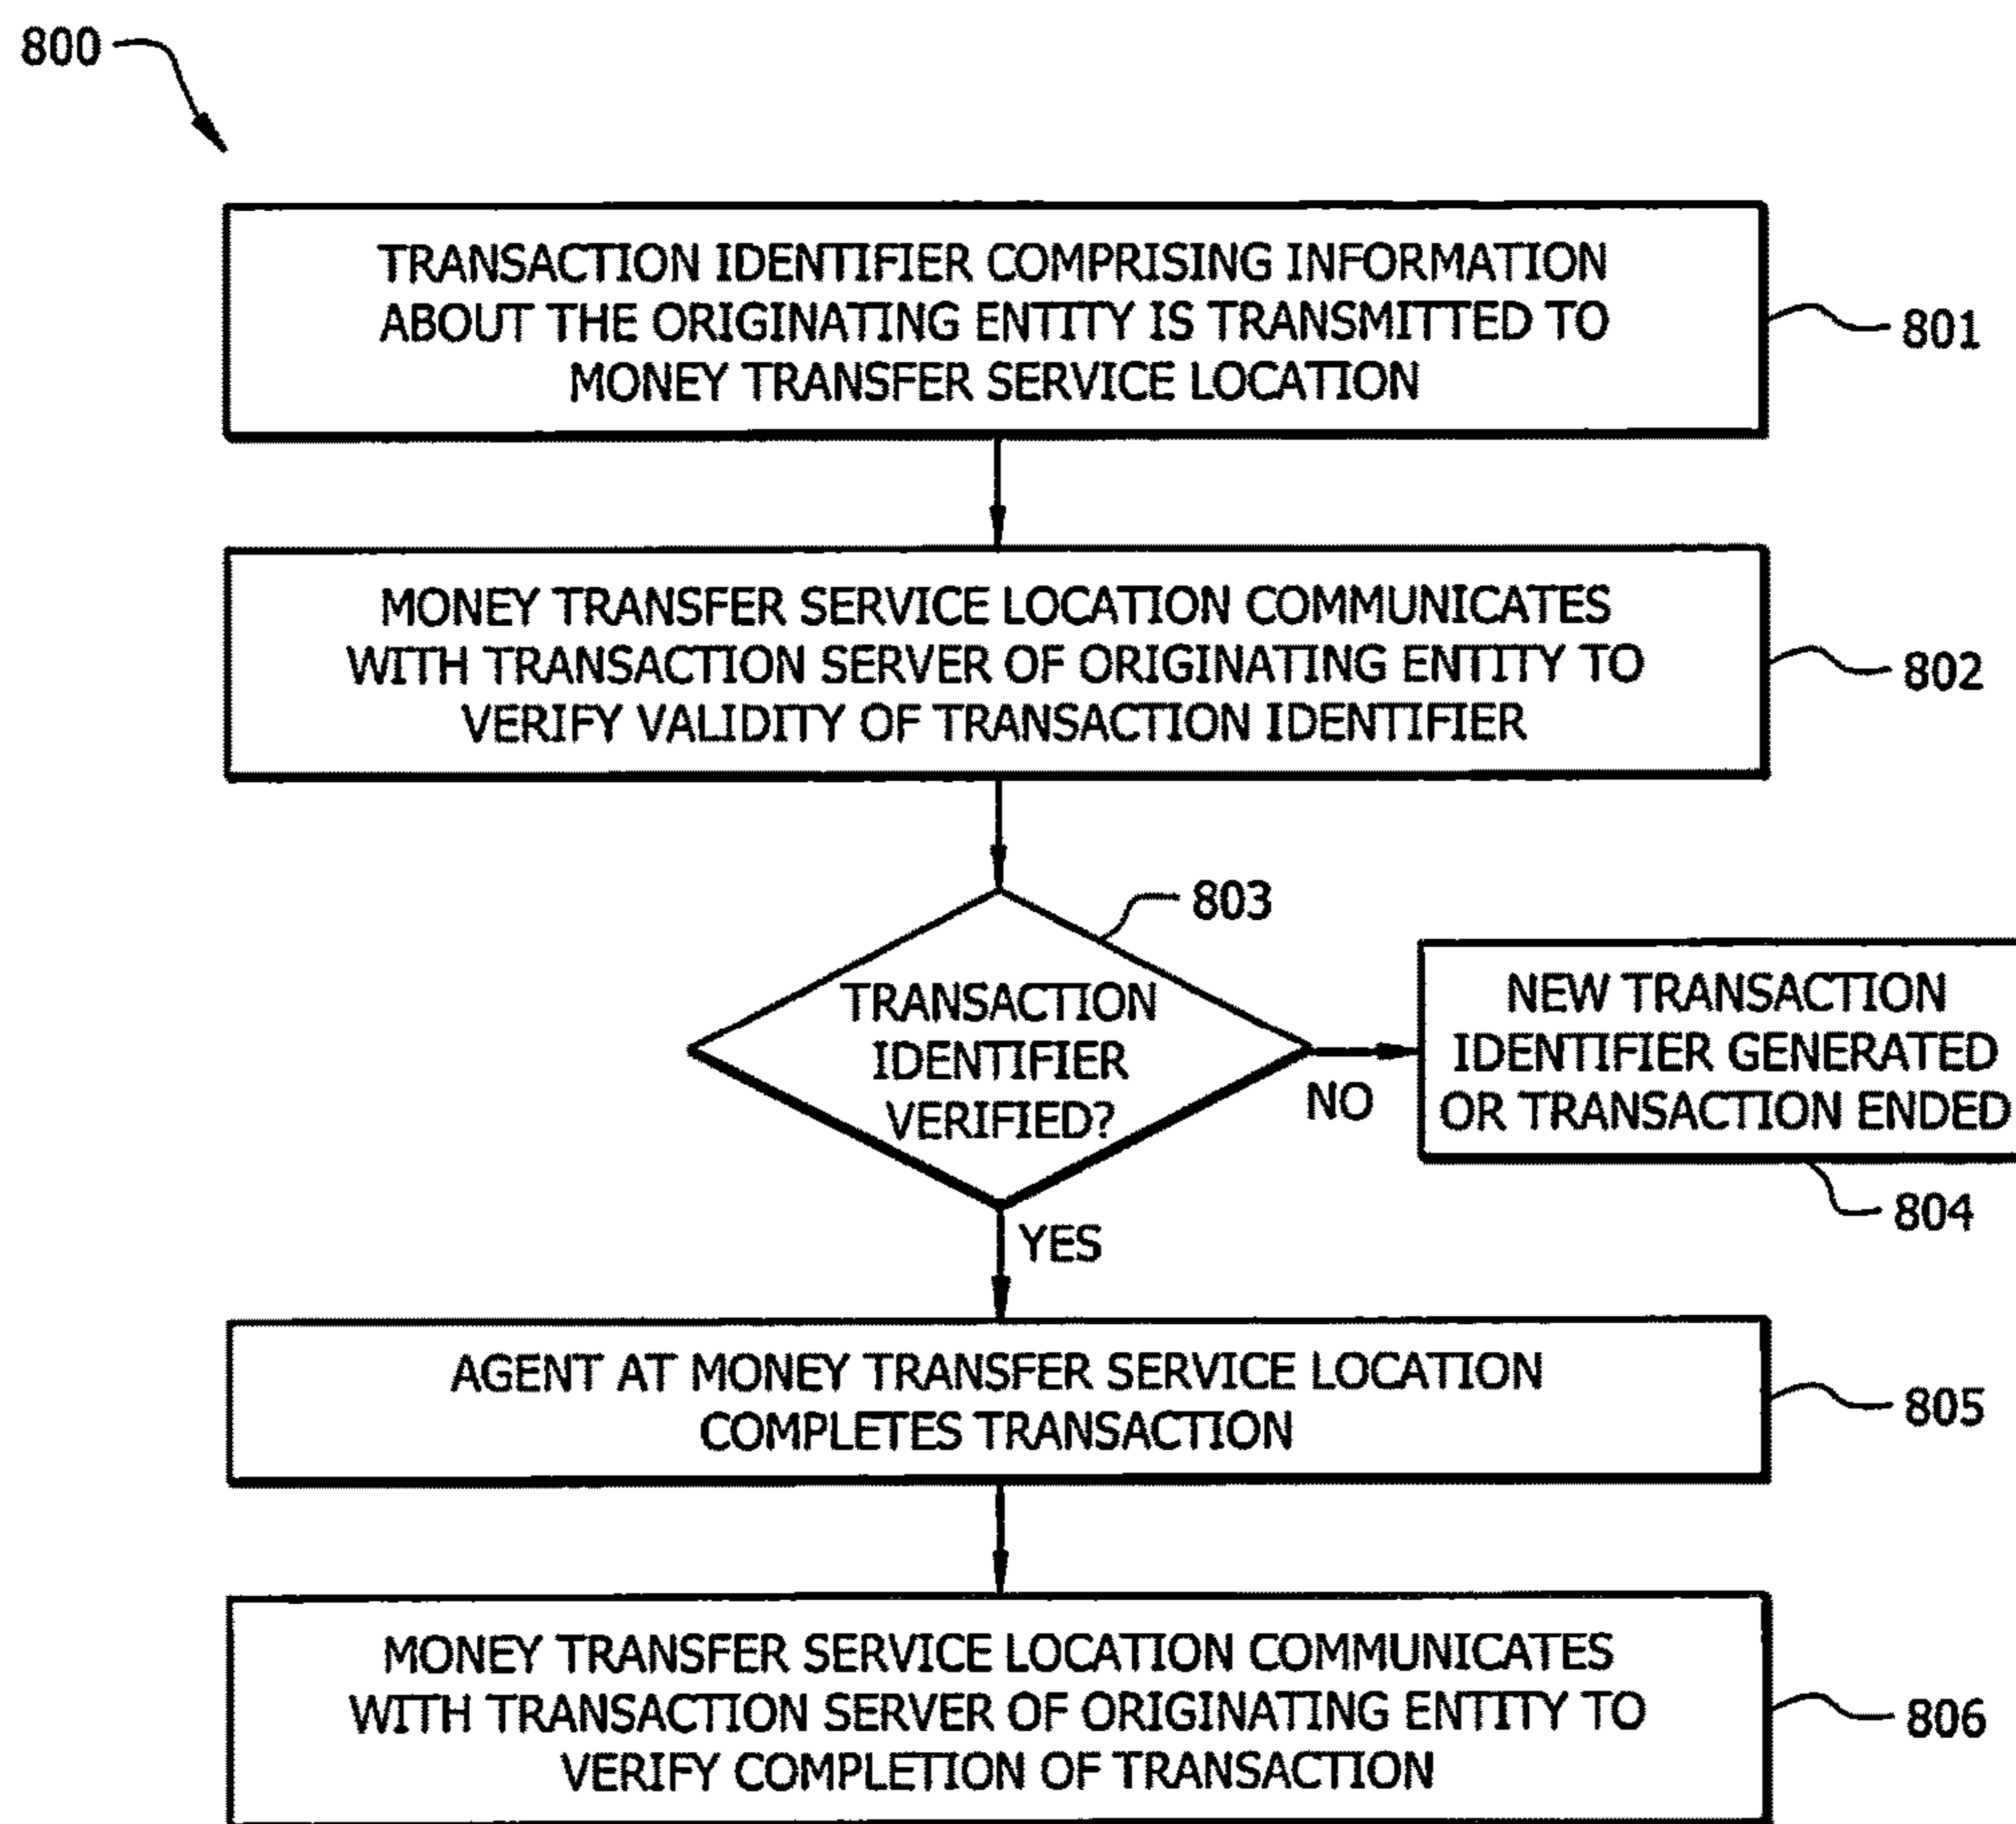 800
TRANSACTION IDENTIFIER COMPRISING INFORMATION
ABOUT THE ORIGINATING ENTITY IS TRANSMITTED TO
MONEY TRANSFER SERVICE LOCATION
801
MONEY TRANSFER SERVICE LOCATION COMMUNICATES
WITH TRANSACTION SERVER OF ORIGINATING ENTITY TO
VERIFY VALIDITY OF TRANSACTION IDENTIFIER
802
803
TRANSACTION
IDENTIFIER
VERIFIED?
NO
NEW TRANSACTION
IDENTIFIER GENERATED
OR TRANSACTION ENDED
804
YES
AGENT AT MONEY TRANSFER SERVICE LOCATION
COMPLETES TRANSACTION
805
MONEY TRANSFER SERVICE LOCATION COMMUNICATES
WITH TRANSACTION SERVER OF ORIGINATING ENTITY TO
VERIFY COMPLETION OF TRANSACTION
806